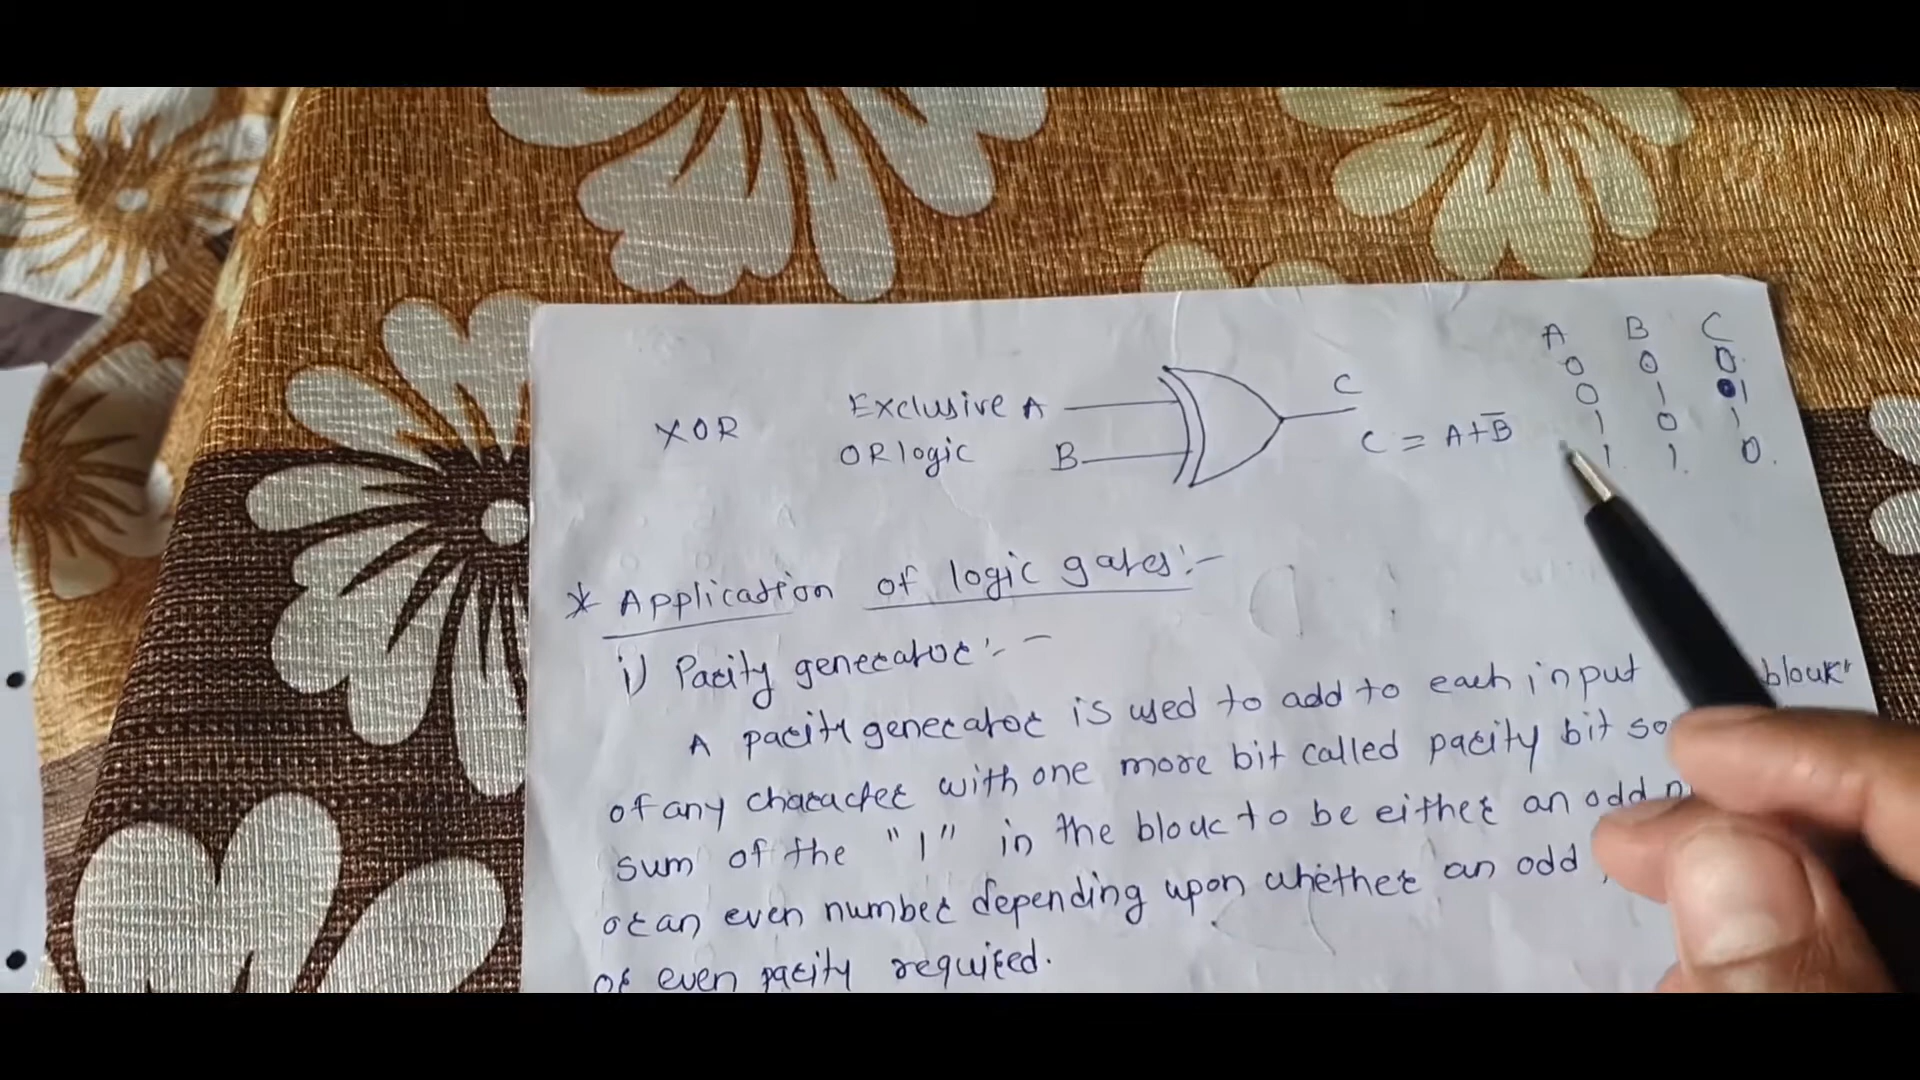 A B C
0 0 0
0 1 1
1 0 1
1 1 0
XOR Exclusive A C
OR logic B C = A+B̅
* Application of logic gates:-
i) Parity generator:-
A parity generator is used to add to each input block
of any character with one more bit called parity bit so
sum of the "1" in the blouc to be either an odd
or an even number depending upon whether an odd
or even parity required.